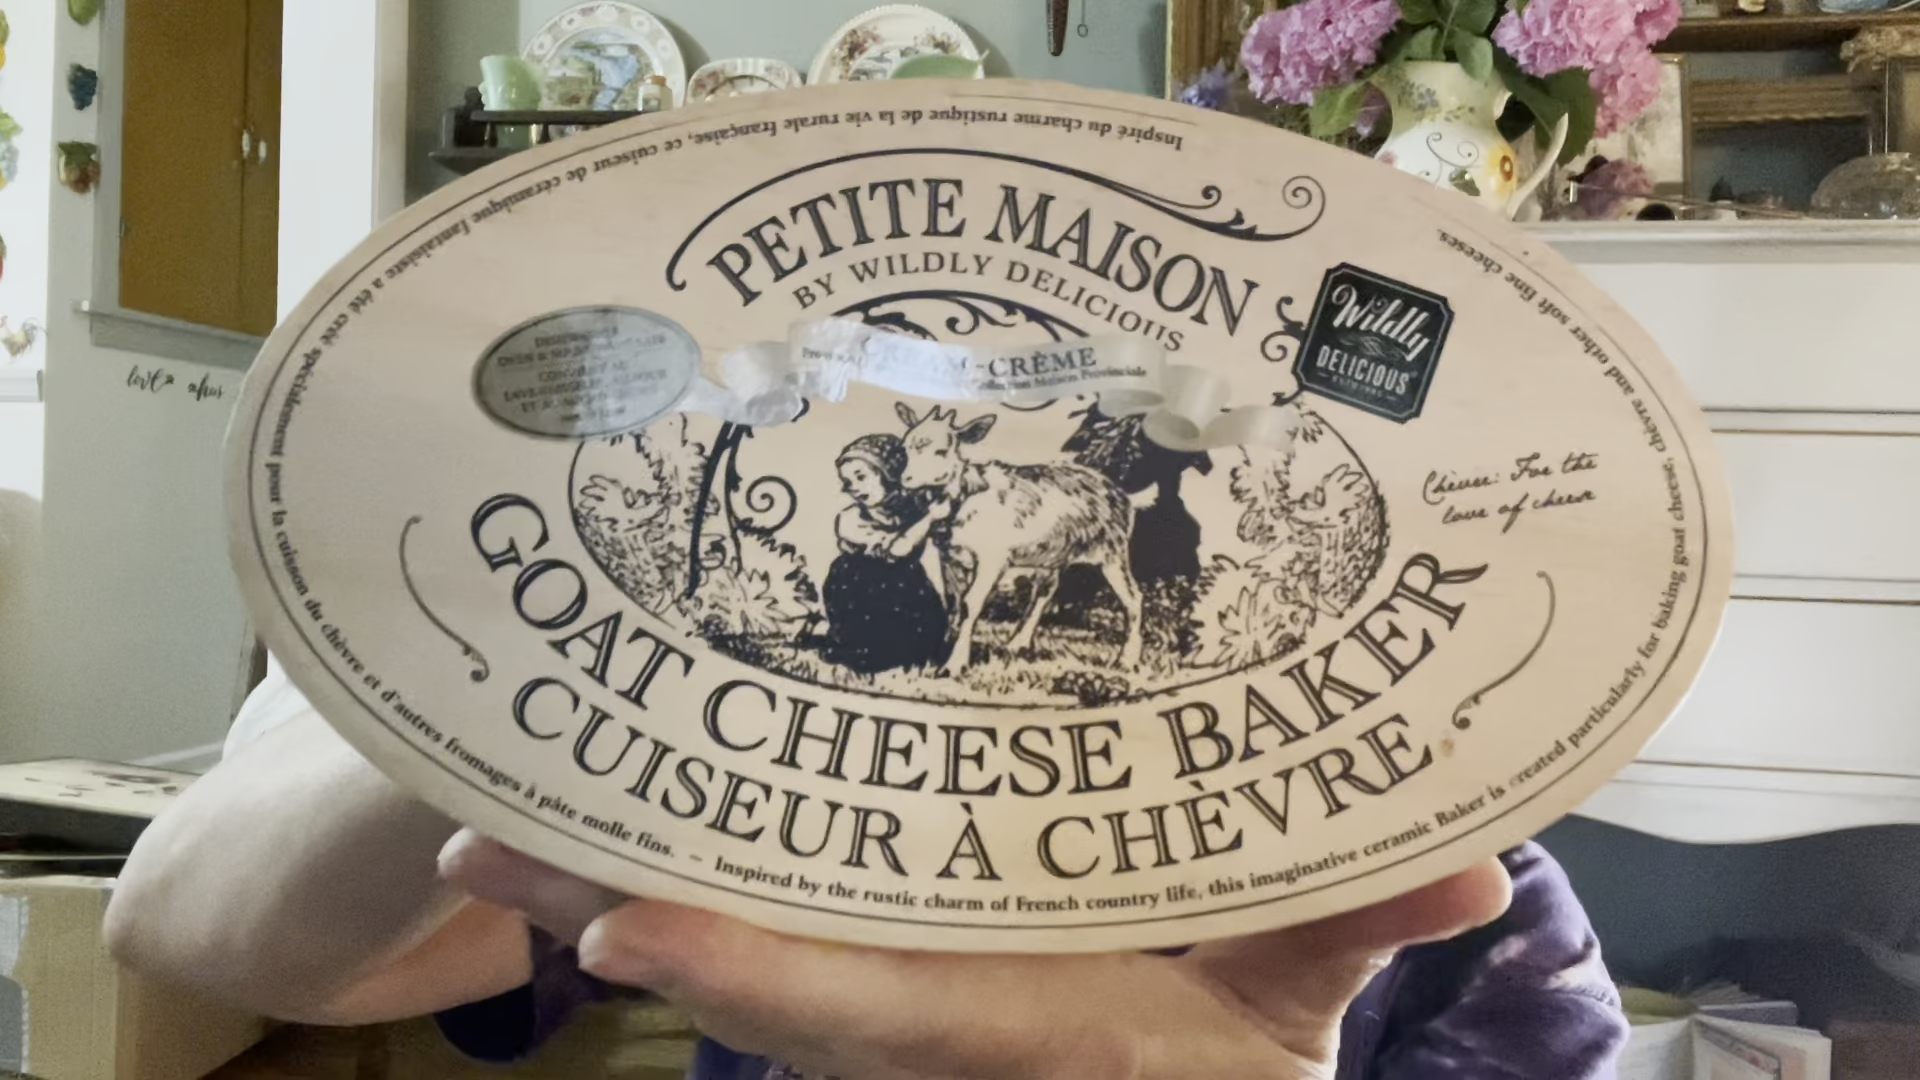 PETITE MAISON
BY WILDLY DELICIOUS
-CRÈME
Collection Maison Provinciale
Wildly
DELICIOUS
Chèvre: For the
love of cheese
GOAT CHEESE BAKER
CUISEUR À CHÈVRE
Inspiré du charme rustique de la vie rurale française, ce cuiseur de céramique fantaisiste a été créé spécialement pour la cuisson du chèvre et d'autres fromages à pâte molle fins. – Inspired by the rustic charm of French country life, this imaginative ceramic Baker is created particularly for baking goat cheese, chèvre and other soft fine cheeses.